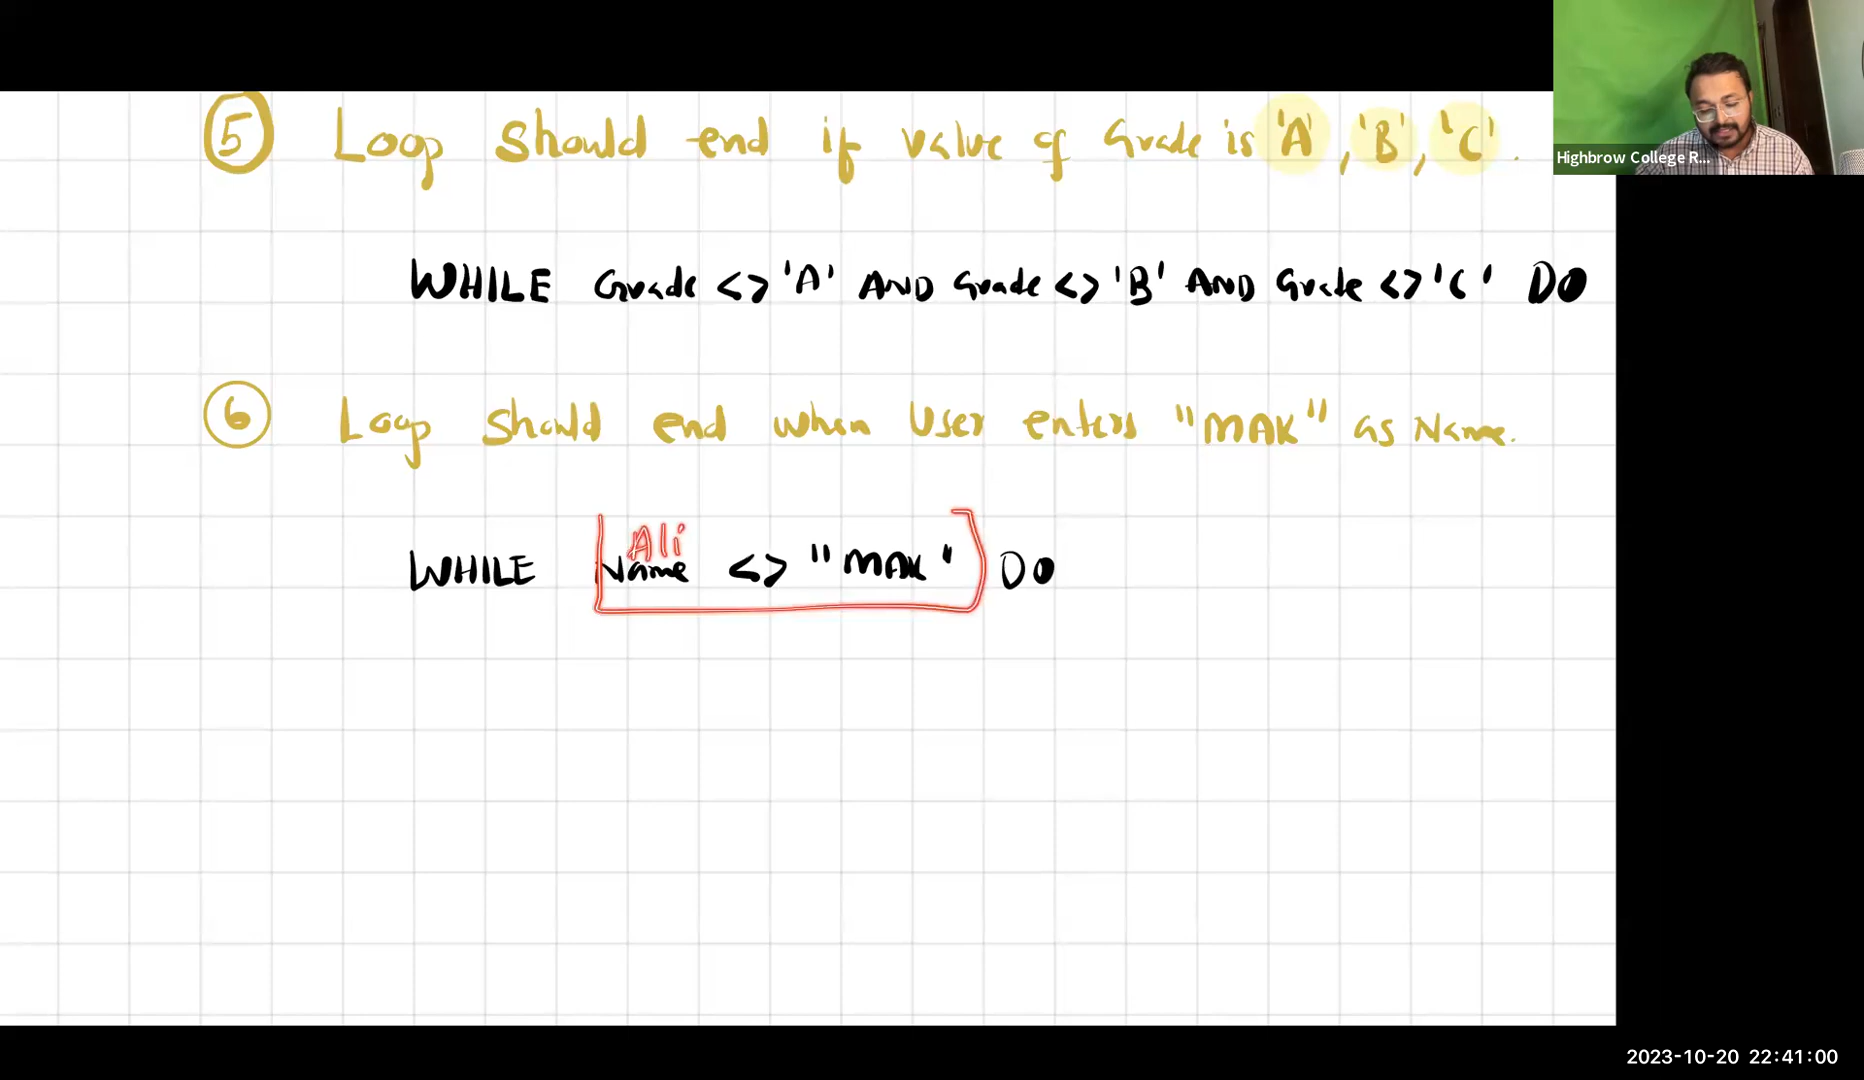 5 Loop should end if value of Grade is 'A', 'B', 'C'.
Highbrow College R...
WHILE Grade <> 'A' AND Grade <> 'B' AND Grade <> 'C' DO
6 Loop should end when User enters "MAK" as Name.
Ali
WHILE Name <> "MAK" DO
2023-10-20 22:41:00